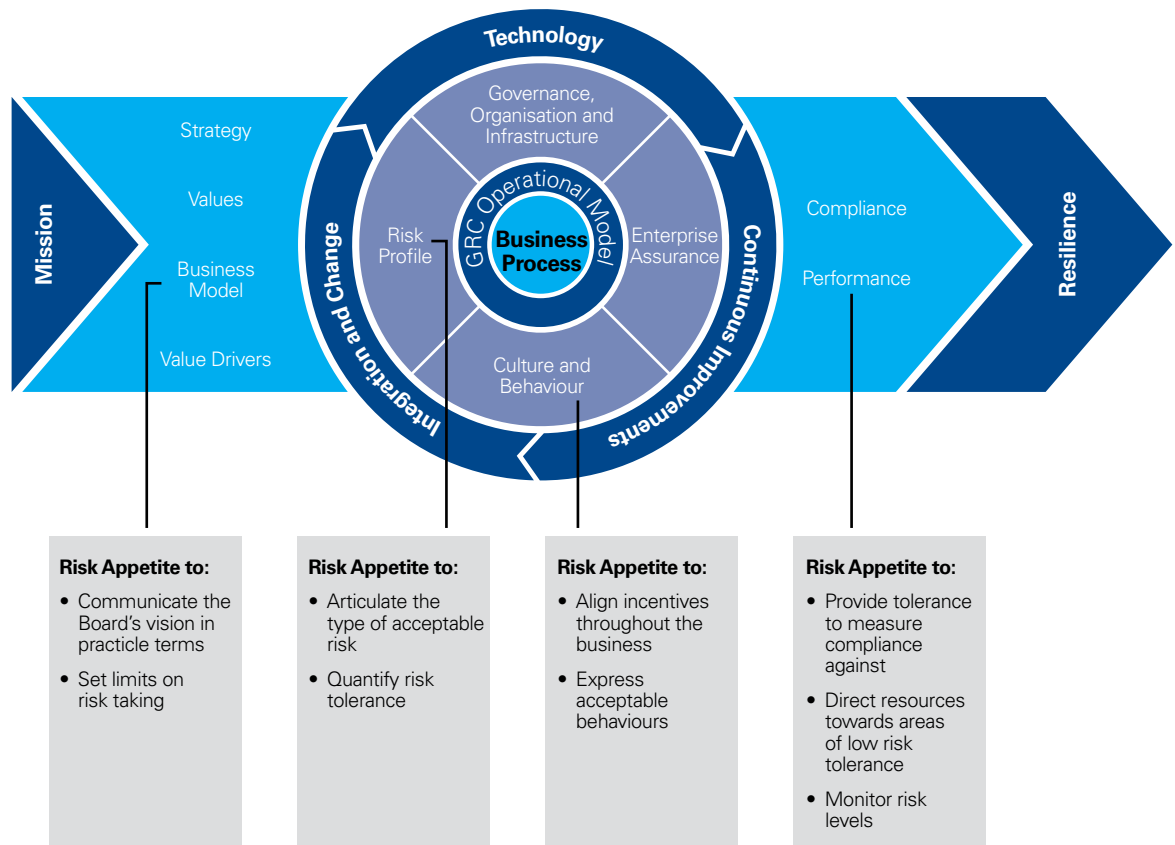 Technology
Governance,
Organisation and
Infrastructure
Mission
Strategy
Values
Business
Model
Value Drivers
Integration and Change
Risk
Profile
GRC Operational Model
Business
Process
Enterprise
Assurance
Culture and
Behaviour
Continuous Improvements
Compliance
Performance
Resilience
Risk Appetite to:
• Communicate the
Board's vision in
practicle terms
• Set limits on
risk taking
Risk Appetite to:
• Articulate the
type of acceptable
risk
• Quantify risk
tolerance
Risk Appetite to:
• Align incentives
throughout the
business
• Express
acceptable
behaviours
Risk Appetite to:
• Provide tolerance
to measure
compliance
against
• Direct resources
towards areas
of low risk
tolerance
• Monitor risk
levels